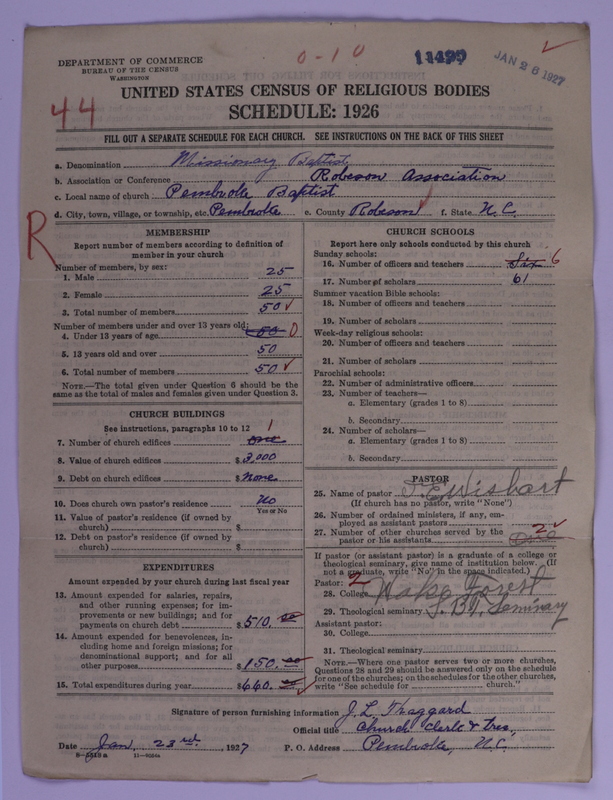 DEPARTMENT OF COMMERCE
BUREAU OF THE CENSUS
WASHINGTON
0-10
11497
JAN 26 1927
44
UNITED STATES CENSUS OF RELIGIOUS BODIES
SCHEDULE: 1926
FILL OUT A SEPARATE SCHEDULE FOR EACH CHURCH. SEE INSTRUCTIONS ON THE BACK OF THIS SHEET
a. Denomination Missionary Baptist
b. Association or Conference Robeson Association
c. Local name of church Pembroke Baptist
d. City, town, village, or township, etc. Pembroke e. County Robeson f. State N.C.
R
MEMBERSHIP
Report number of members according to definition of
member in your church
Number of members, by sex:
1. Male 25
2. Female 25
3. Total number of members 50
Number of members under and over 13 years old:
4. Under 13 years of age 50 0
5. 13 years old and over 50
6. Total number of members 50
NOTE.—The total given under Question 6 should be the
same as the total of males and females given under Question 3.
CHURCH BUILDINGS
See instructions, paragraphs 10 to 12
7. Number of church edifices one 1
8. Value of church edifices $ 3,000
9. Debt on church edifices $ None
10. Does church own pastor's residence No
Yes or No
11. Value of pastor's residence (if owned by
church) $
12. Debt on pastor's residence (if owned by
church) $
EXPENDITURES
Amount expended by your church during last fiscal year
13. Amount expended for salaries, repairs,
and other running expenses; for im-
provements or new buildings; and for
payments on church debt $ 510.00
14. Amount expended for benevolences, in-
cluding home and foreign missions; for
denominational support; and for all
other purposes $ 150.00
15. Total expenditures during year $ 660.00
CHURCH SCHOOLS
Report here only schools conducted by this church
Sunday schools:
16. Number of officers and teachers Six 6
17. Number of scholars 61
Summer vacation Bible schools:
18. Number of officers and teachers
19. Number of scholars
Week-day religious schools:
20. Number of officers and teachers
21. Number of scholars
Parochial schools:
22. Number of administrative officers
23. Number of teachers—
a. Elementary (grades 1 to 8)
b. Secondary
24. Number of scholars—
a. Elementary (grades 1 to 8)
b. Secondary
PASTOR
25. Name of pastor I. E. Wishart
(If church has no pastor, write "None")
26. Number of ordained ministers, if any, em-
ployed as assistant pastors
27. Number of other churches served by the
pastor or his assistants 2
If pastor (or assistant pastor) is a graduate of a college or
theological seminary, give name of institution below. (If
not a graduate, write "No" in the space indicated.)
Pastor: 2
28. College Wake Forest
29. Theological seminary Seminary
Assistant pastor:
30. College
31. Theological seminary
NOTE.—Where one pastor serves two or more churches,
Questions 28 and 29 should be answered only on the schedule
for one of the churches; on the schedules for the other churches,
write "See schedule for church."
Signature of person furnishing information J. L. Thaggard
Official title Church Clerk & Tres,
Date Jan. 23rd, 1927 P. O. Address Pembroke, N.C.